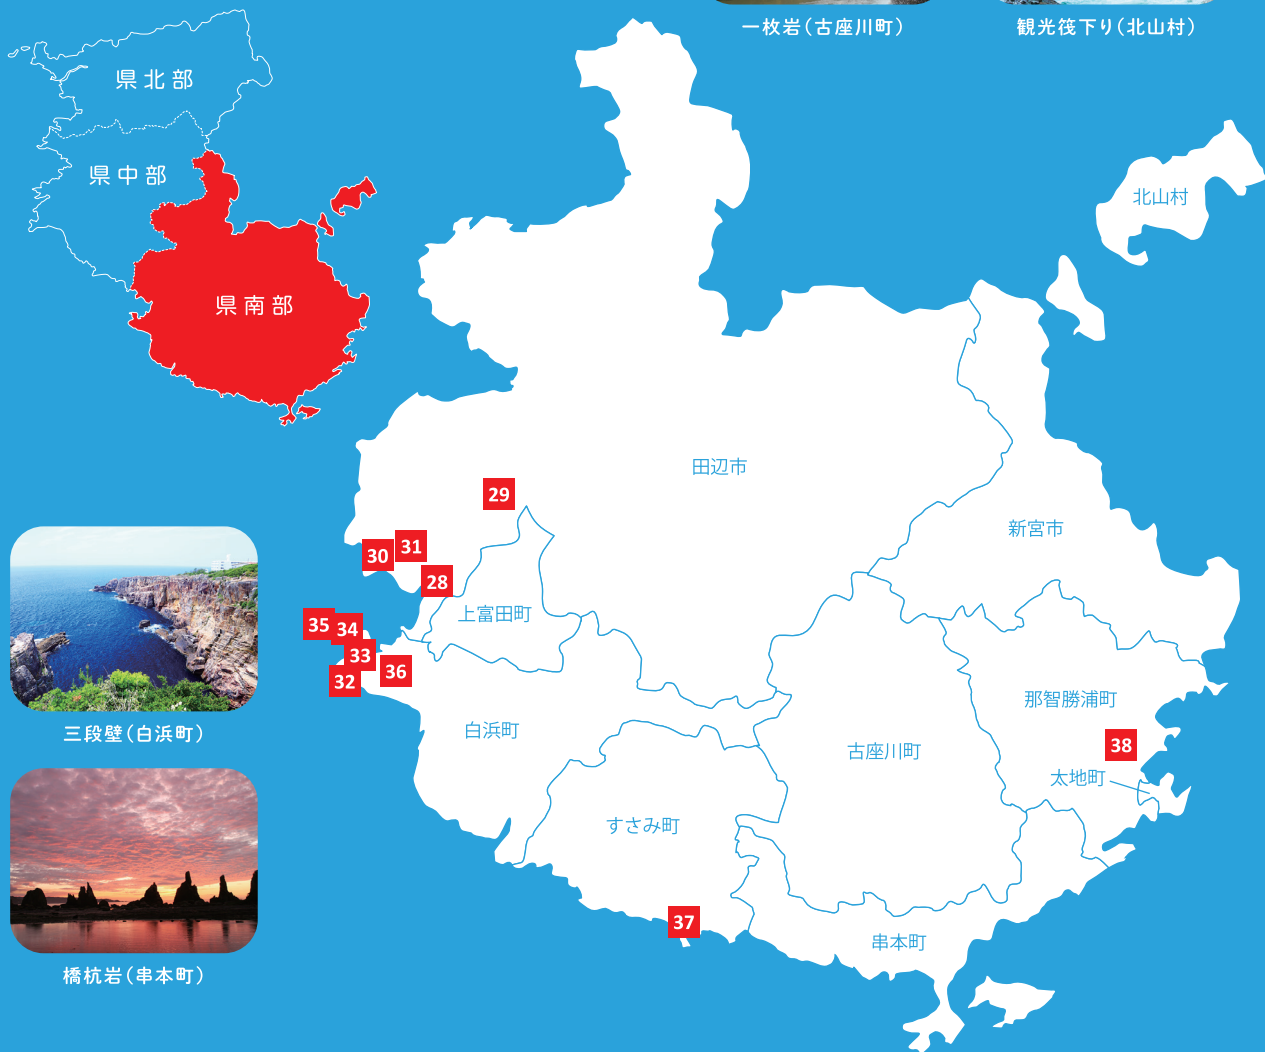 一枚岩(古座川町)
観光筏下り(北山村)
県北部
県中部
県南部
北山村
田辺市
29
新宮市
31
30
28
上富田町
35
34
33
36
32
那智勝浦町
白浜町
38
古座川町
太地町
すさみ町
37
串本町
三段壁(白浜町)
橋杭岩(串本町)